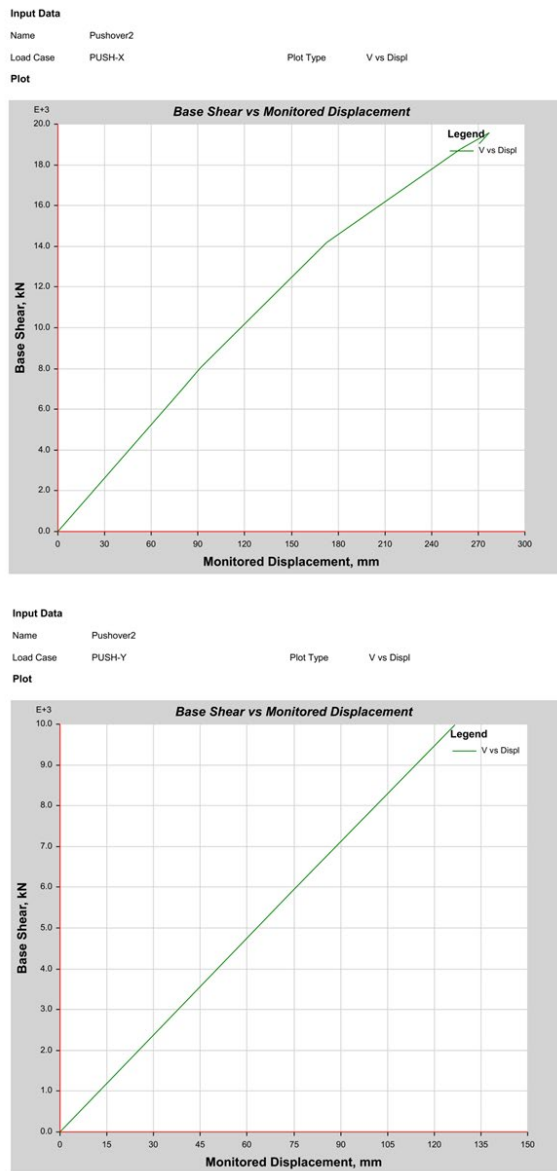 Input Data
Name Pushover2
Load Case PUSH-X Plot Type V vs Displ
Plot
E+3
Base Shear vs Monitored Displacement
Legend
V vs Displ
20.0
18.0
16.0
14.0
12.0
10.0
8.0
6.0
4.0
2.0
0.0
Base Shear, kN
0 30 60 90 120 150 180 210 240 270 300
Monitored Displacement, mm
Input Data
Name Pushover2
Load Case PUSH-Y Plot Type V vs Displ
Plot
E+3
Base Shear vs Monitored Displacement
Legend
V vs Displ
10.0
9.0
8.0
7.0
6.0
5.0
4.0
3.0
2.0
1.0
0.0
Base Shear, kN
0 15 30 45 60 75 90 105 120 135 150
Monitored Displacement, mm